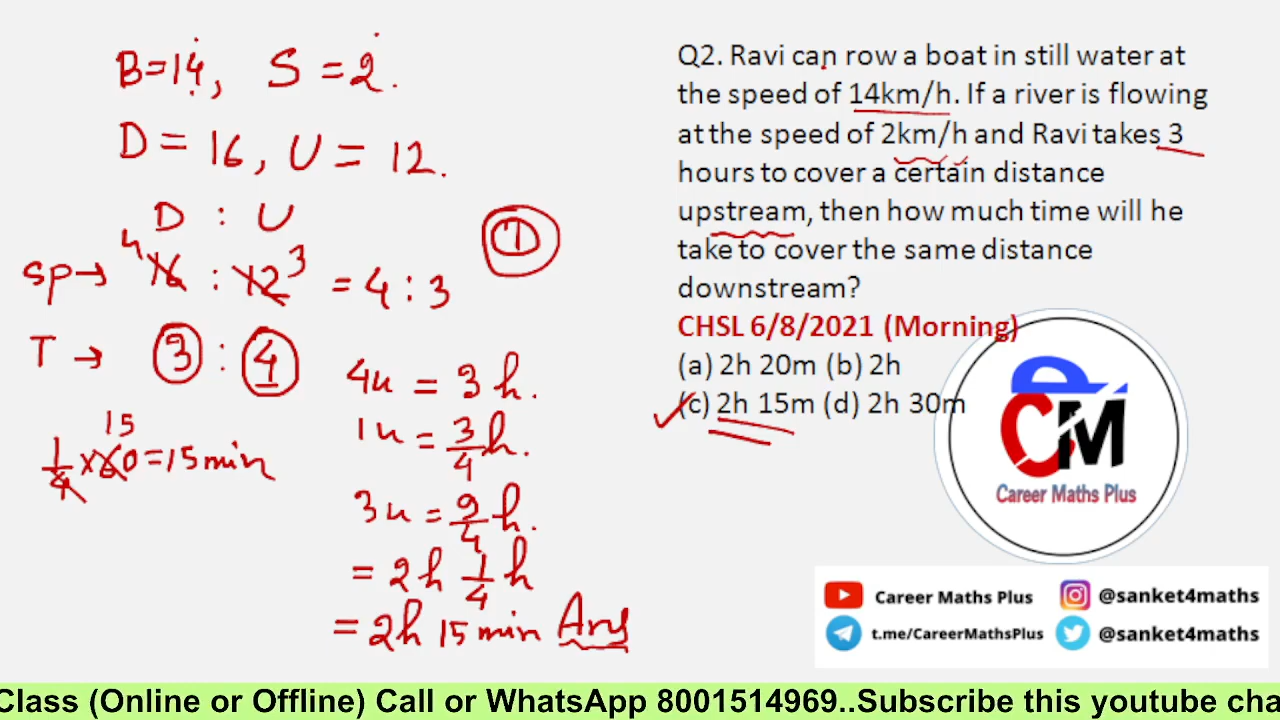 B=14, S = 2.
D = 16, U = 12.
D : U
Sp→ 4 16 : 12 3 = 4 : 3
T → 3 : 4
1
4u = 3 h.
1u = 3/4 h.
3u = 9/4 h.
= 2h 1/4 h
= 2h 15 min Ans
15
1/4 × 60 = 15 min
Q2. Ravi can row a boat in still water at
the speed of 14km/h. If a river is flowing
at the speed of 2km/h and Ravi takes 3
hours to cover a certain distance
upstream, then how much time will he
take to cover the same distance
downstream?
CHSL 6/8/2021 (Morning)
(a) 2h 20m (b) 2h
(c) 2h 15m (d) 2h 30m
e
CM
Career Maths Plus
Career Maths Plus @sanket4maths
t.me/CareerMathsPlus @sanket4maths
Class (Online or Offline) Call or WhatsApp 8001514969..Subscribe this youtube cha